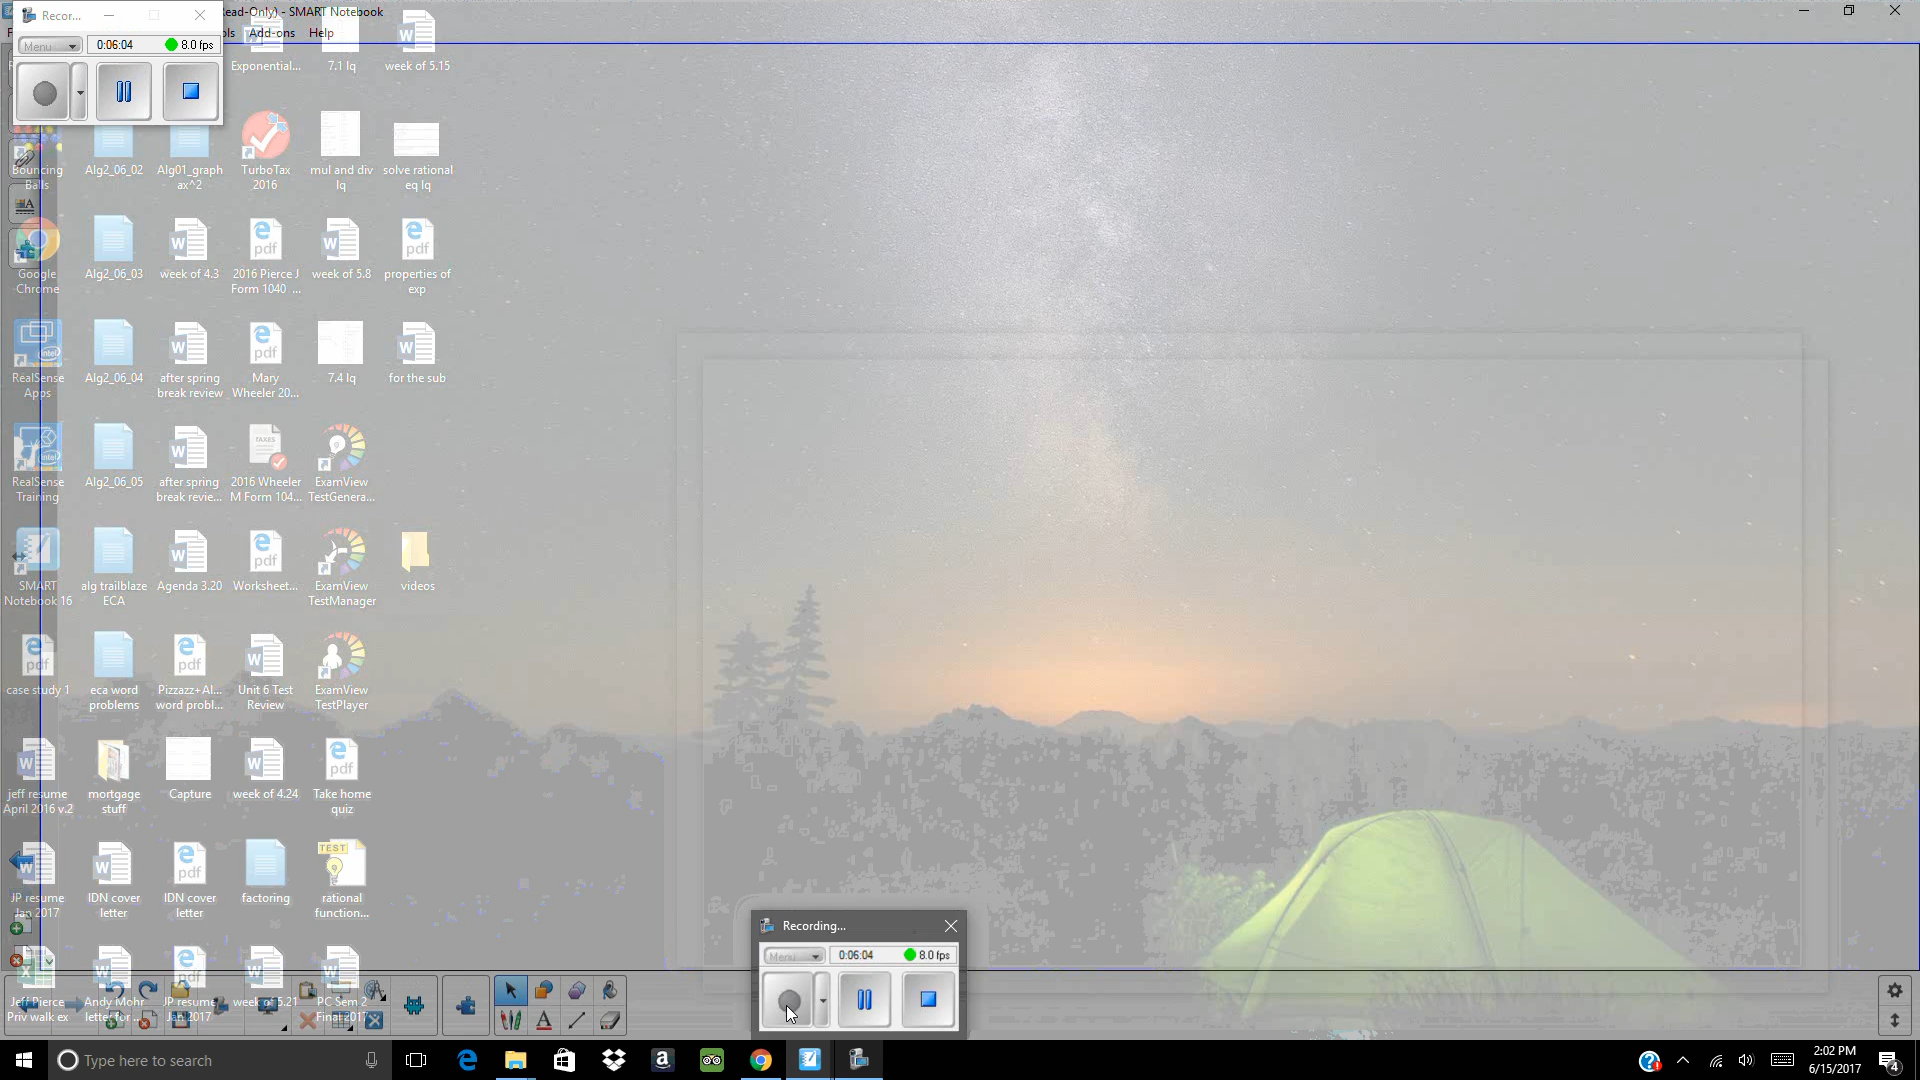 Recor...
Read-Only) - SMART Notebook
Menu
0:06:04
8.0 fps
ols
Add-ons
Help
Exponential...
7.1 lq
week of 5.15
Bouncing
Balls
Alg2_06_02
Alg01_graph
ax^2
TurboTax
2016
mul and div
lq
solve rational
eq lq
Google
Chrome
Alg2_06_03
week of 4.3
2016 Pierce J
Form 1040 ...
week of 5.8
properties of
exp
RealSense
Apps
Alg2_06_04
after spring
break review
Mary
Wheeler 20...
7.4 lq
for the sub
RealSense
Training
Alg2_06_05
after spring
break revie...
TAXES
2016 Wheeler
M Form 104...
ExamView
TestGenera...
SMART
Notebook 16
alg trailblaze
ECA
Agenda 3.20
Worksheet...
ExamView
TestManager
videos
case study 1
eca word
problems
Pizzazz+Al...
word probl...
Unit 6 Test
Review
ExamView
TestPlayer
jeff resume
April 2016 v.2
mortgage
stuff
Capture
week of 4.24
Take home
quiz
JP resume
Jan 2017
IDN cover
letter
IDN cover
letter
factoring
TEST
rational
function...
Jeff Pierce
Priv walk ex
Andy Mohr
letter for ...
JP resume
Jan 2017
week of 5.21
PC Sem 2
Final 2017
Recording...
Menu
0:06:04
8.0 fps
Type here to search
2:02 PM
6/15/2017
4